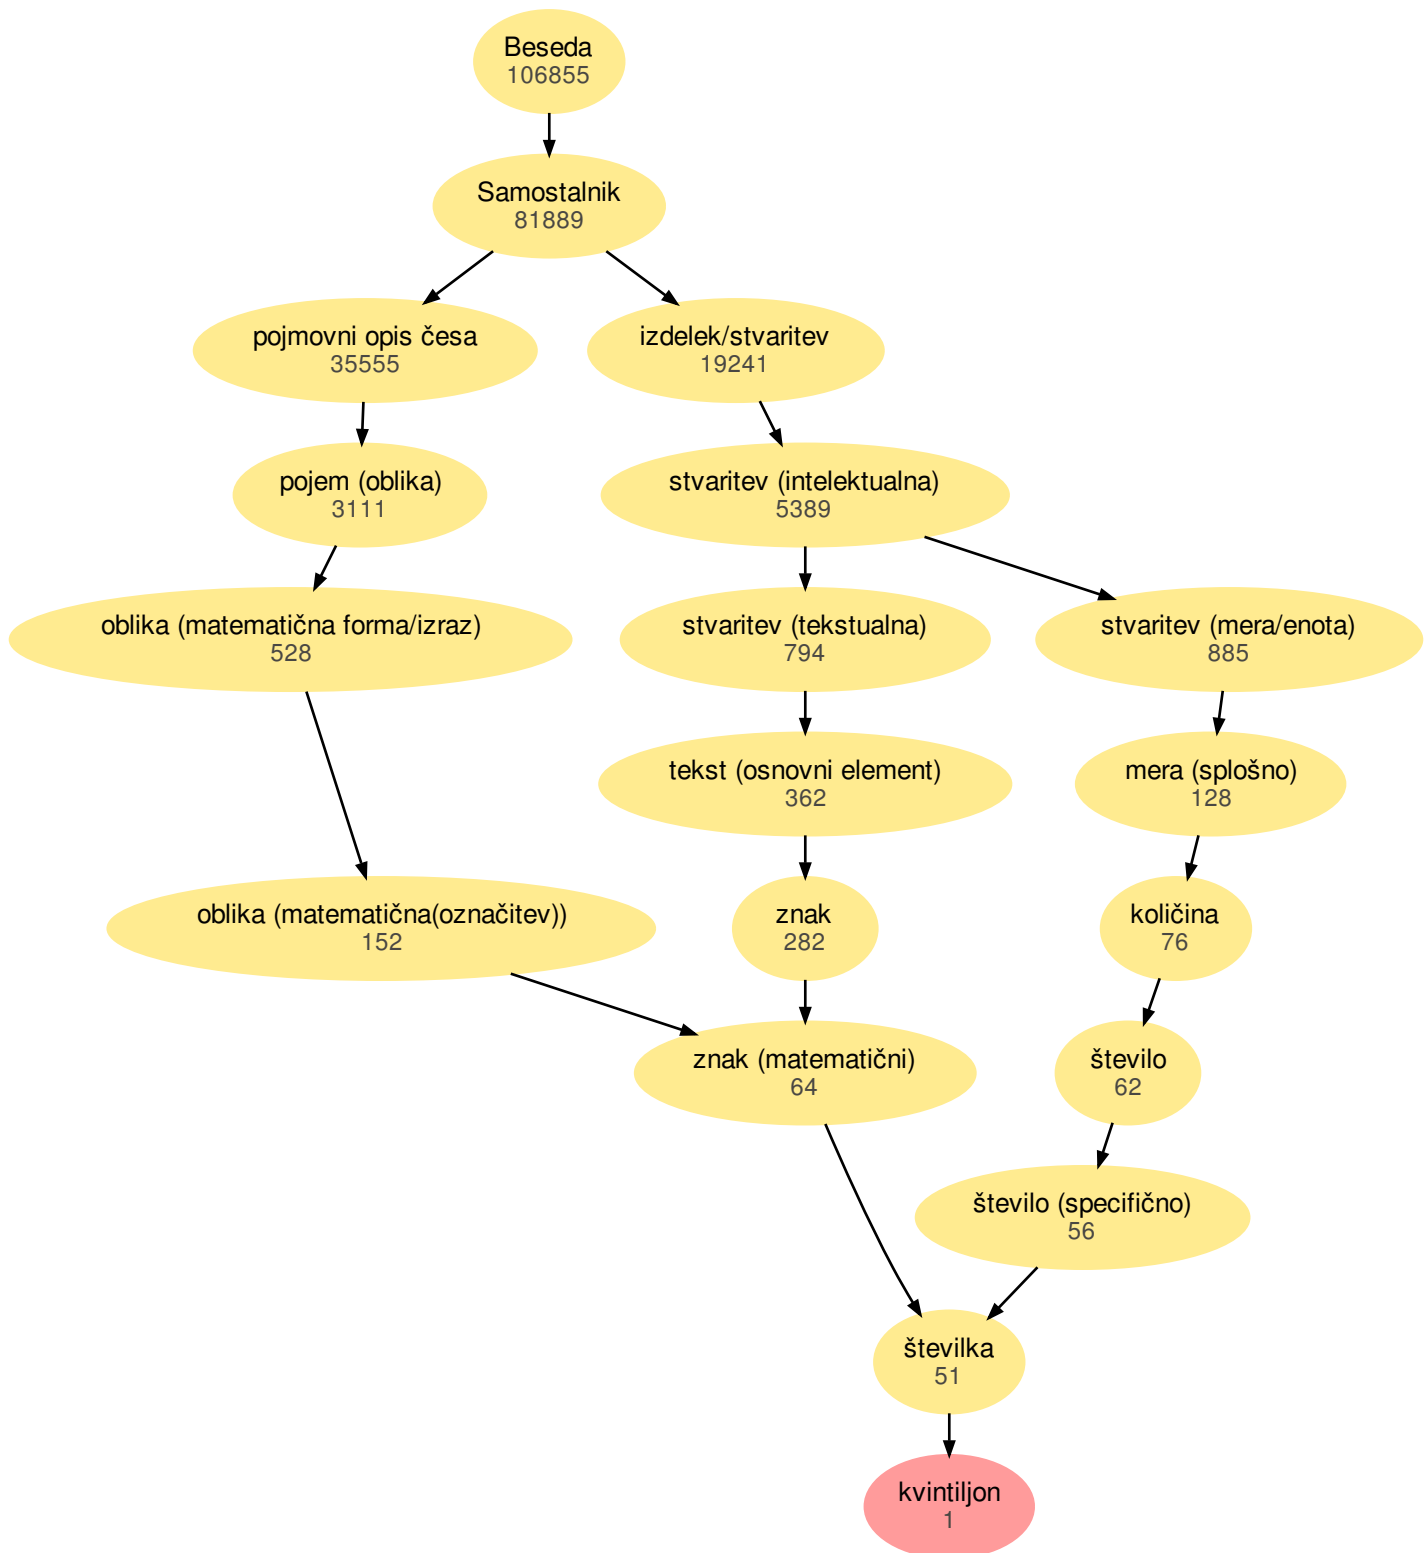 Beseda
106855
Samostalnik
81889
pojmovni opis česa
35555
izdelek/stvaritev
19241
pojem (oblika)
3111
stvaritev (intelektualna)
5389
oblika (matematična forma/izraz)
528
stvaritev (tekstualna)
794
stvaritev (mera/enota)
885
tekst (osnovni element)
362
mera (splošno)
128
oblika (matematična(označitev))
152
znak
282
količina
76
znak (matematični)
64
število
62
število (specifično)
56
številka
51
kvintiljon
1